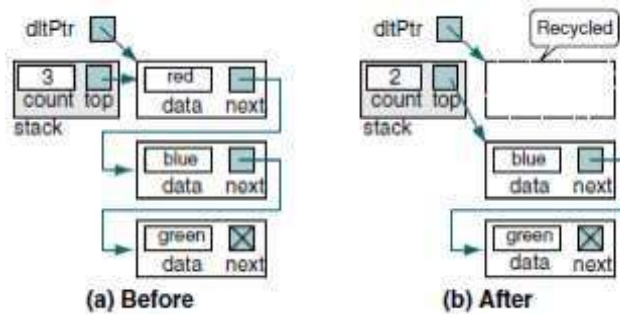 dltPtr
3
count top
stack
red
data next
blue
data next
green
data next
(a) Before
dltPtr
Recycled
2
count top
stack
blue
data next
green
data next
(b) After